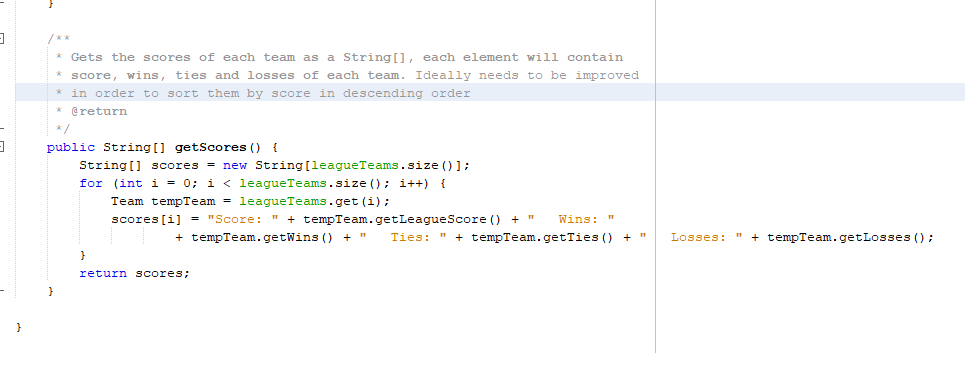 }
/**
* Gets the scores of each team as a String[], each element will contain
* score, wins, ties and losses of each team. Ideally needs to be improved
* in order to sort them by score in descending order
* @return
*/
public String[] getScores() {
String[] scores = new String[leagueTeams.size()];
for (int i = 0; i < leagueTeams.size(); i++) {
Team tempTeam = leagueTeams.get(i);
scores[i] = "Score: " + tempTeam.getLeagueScore() + "   Wins: "
+ tempTeam.getWins() + "   Ties: " + tempTeam.getTies() + "   Losses: " + tempTeam.getLosses();
}
return scores;
}
}